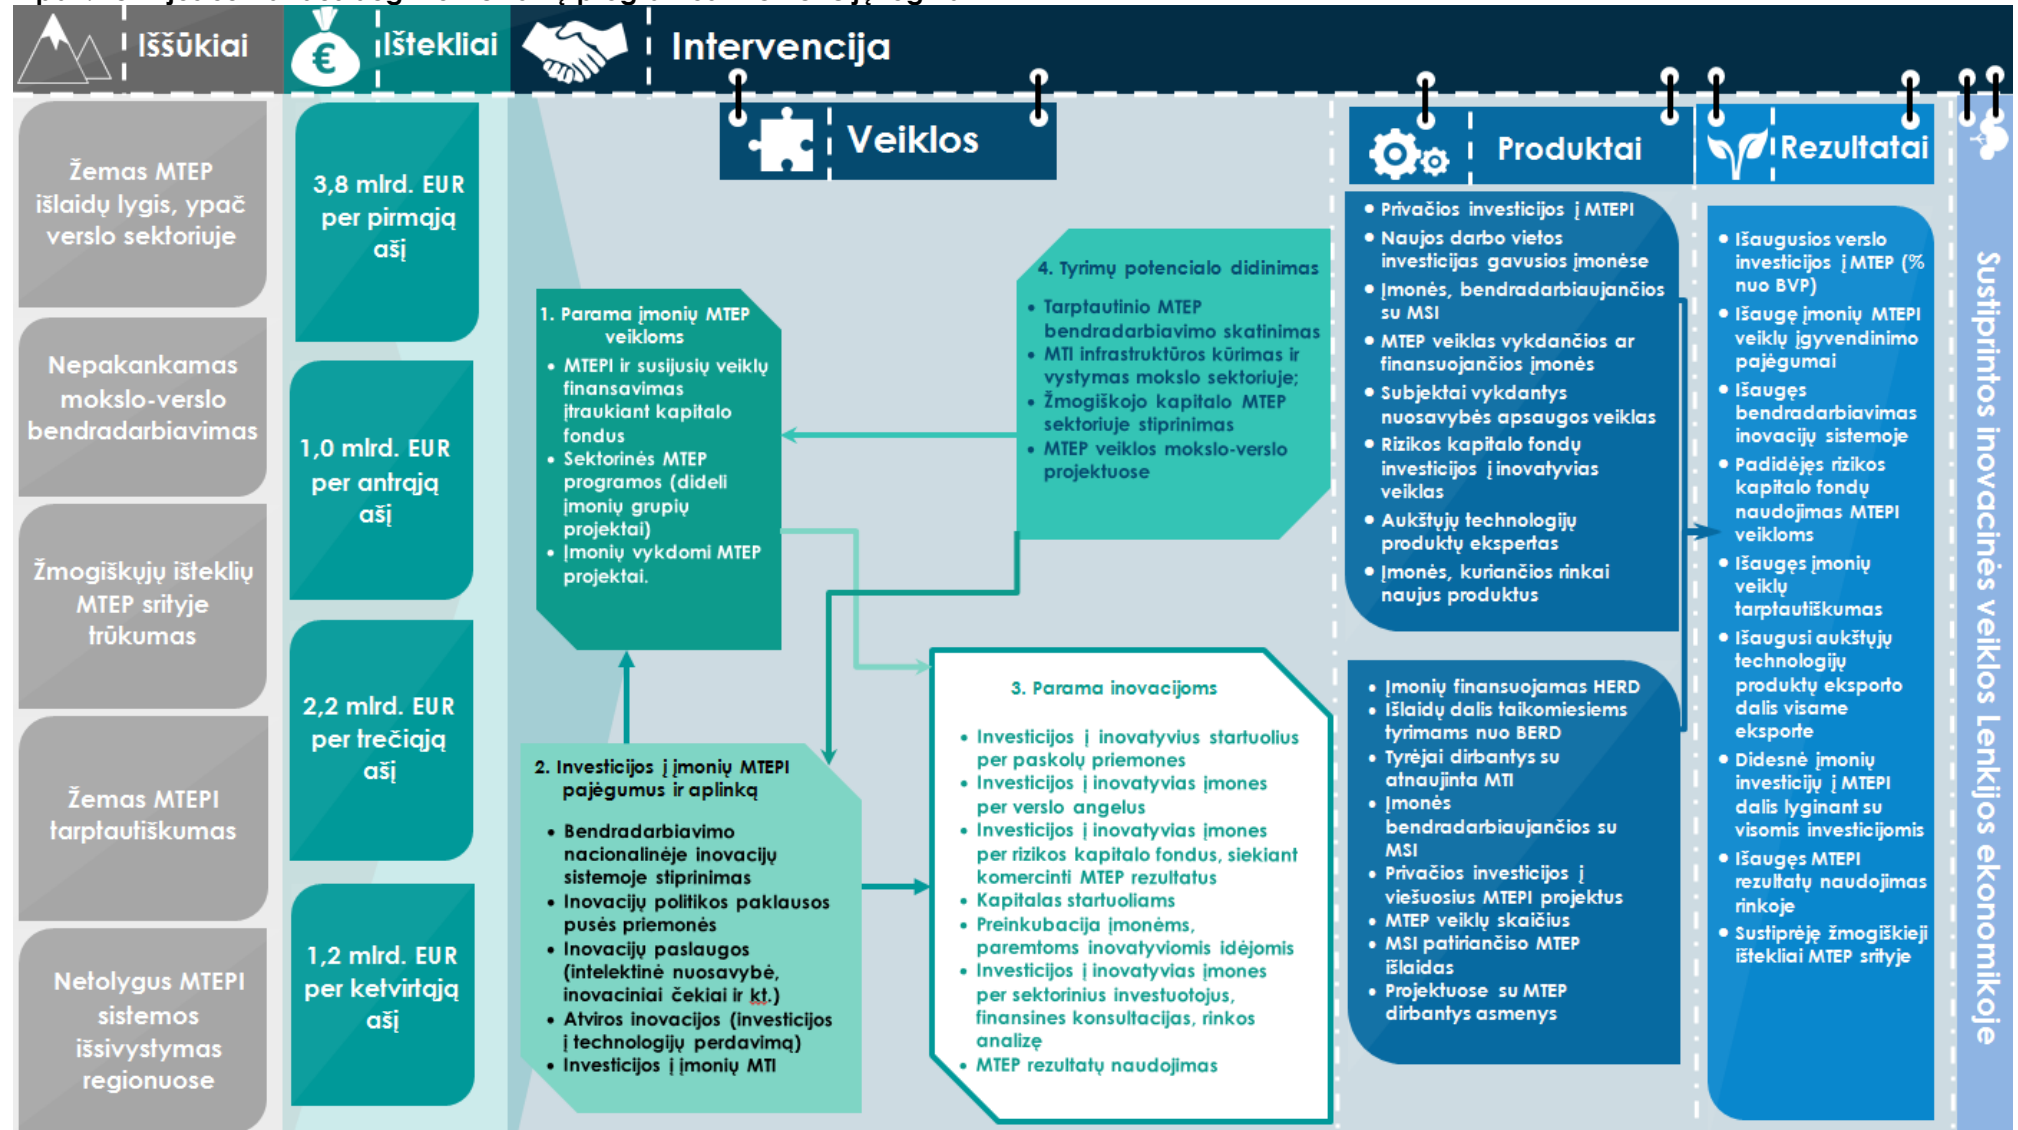 Iššūkiai
Ištekliai
Intervencija
Žemas MTEP
išlaidų lygis, ypač
verslo sektoriuje
Nepakankamas
mokslo-verslo
bendradarbiavimas
Žmogiškųjų išteklių
MTEP srityje
trūkumas
Žemas MTEPI
tarptautiškumas
Netolygus MTEPI
sistemos
išsivystymas
regionuose
€
3,8 mlrd. EUR
per pirmąją
ašį
1,0 mlrd. EUR
per antrąją
ašį
2,2 mlrd. EUR
per trečiąją
ašį
1,2 mlrd. EUR
per ketvirtąją
ašį
Veiklos
1. Parama įmonių MTEP
veikloms
• MTEPI ir susijusių veiklų
finansavimas
įtraukiant kapitalo
fondus
• Sektorinės MTEP
programos (dideli
įmonių grupių
projektai)
• Įmonių vykdomi MTEP
projektai.
2. Investicijos į įmonių MTEPI
pajėgumus ir aplinką
• Bendradarbiavimo
nacionalinėje inovacijų
sistemoje stiprinimas
• Inovacijų politikos paklausos
pusės priemonės
• Inovacijų paslaugos
(intelektinė nuosavybė,
inovaciniai čekiai ir kt.)
• Atviros inovacijos (investicijos
į technologijų perdavimą)
• Investicijos į įmonių MTI
4. Tyrimų potencialo didinimas
• Tarptautinio MTEP
bendradarbiavimo skatinimas
• MTI infrastruktūros kūrimas ir
vystymas mokslo sektoriuje;
• Žmogiškojo kapitalo MTEP
sektoriuje stiprinimas
• MTEP veiklos mokslo-verslo
projektuose
3. Parama inovacijoms
• Investicijos į inovatyvius startuolius
per paskolų priemones
• Investicijos į inovatyvias įmones
per verslo angelus
• Investicijos į inovatyvias įmones
per rizikos kapitalo fondus, siekiant
komercinti MTEP rezultatus
• Kapitalas startuoliams
• Preinkubacija įmonėms,
paremtoms inovatyviomis idėjomis
• Investicijos į inovatyvias įmones
per sektorinius investuotojus,
finansines konsultacijas, rinkos
analizę
• MTEP rezultatų naudojimas
Produktai
• Privačios investicijos į MTEPI
• Naujos darbo vietos
investicijas gavusios įmonėse
• Įmonės, bendradarbiaujančios
su MSI
• MTEP veiklas vykdančios ar
finansuojančios įmonės
• Subjektai vykdantys
nuosavybės apsaugos veiklas
• Rizikos kapitalo fondų
investicijos į inovatyvias
veiklas
• Aukštųjų technologijų
produktų ekspertas
• Įmonės, kuriančios rinkai
naujus produktus
• Įmonių finansuojamas HERD
• Išlaidų dalis taikomiesiems
tyrimams nuo BERD
• Tyrėjai dirbantys su
atnaujinta MTI
• Įmonės
bendradarbiaujančios su
MSI
• Privačios investicijos į
viešuosius MTEPI projektus
• MTEP veiklų skaičius
• MSI patiriančiso MTEP
išlaidas
• Projektuose su MTEP
dirbantys asmenys
Rezultatai
• Išaugusios verslo
investicijos į MTEP (%
nuo BVP)
• Išaugę įmonių MTEPI
veiklų įgyvendinimo
pajėgumai
• Išaugęs
bendradarbiavimas
inovacijų sistemoje
• Padidėjęs rizikos
kapitalo fondų
naudojimas MTEPI
veikloms
• Išaugęs įmonių
veiklų
tarptautiškumas
• Išaugusi aukštųjų
technologijų
produktų eksporto
dalis visame
eksporte
• Didesnė įmonių
investicijų į MTEPI
dalis lyginant su
visomis investicijomis
• Išaugęs MTEPI
rezultatų naudojimas
rinkoje
• Sustiprėję žmogiškieji
ištekliai MTEP srityje
Sustiprintos inovacinės veiklos Lenkijos ekonomikoje